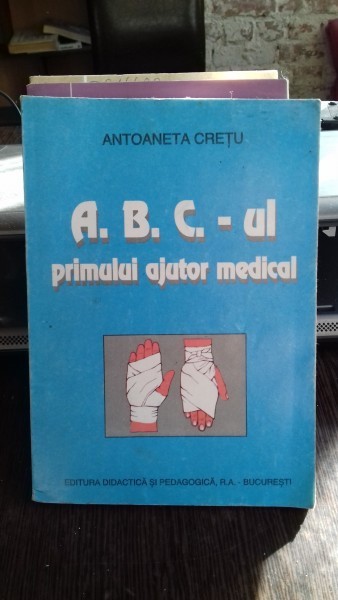 ANTOANETA CREȚU
A. B. C. - ul
primului ajutor medical
EDITURA DIDACTICĂ ȘI PEDAGOGICĂ, R.A. - BUCUREȘTI